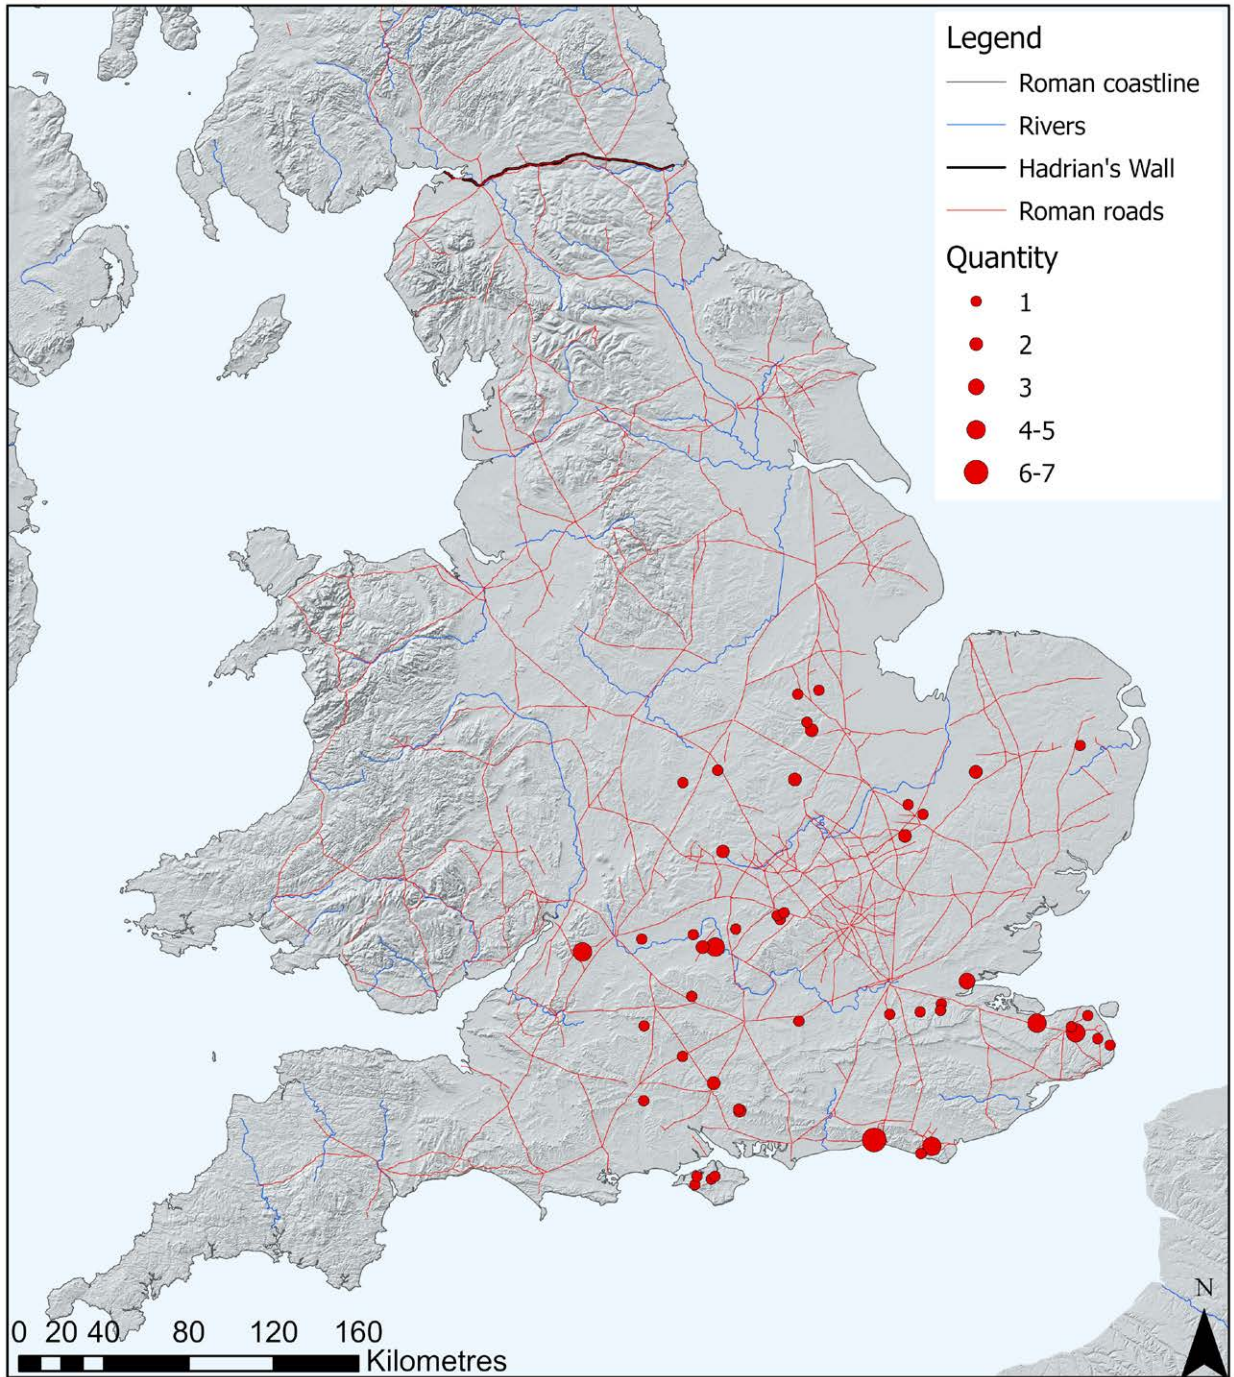 Legend
Roman coastline
Rivers
Hadrian's Wall
Roman roads
Quantity
1
2
3
4-5
6-7
N
0 20 40 80 120 160
Kilometres